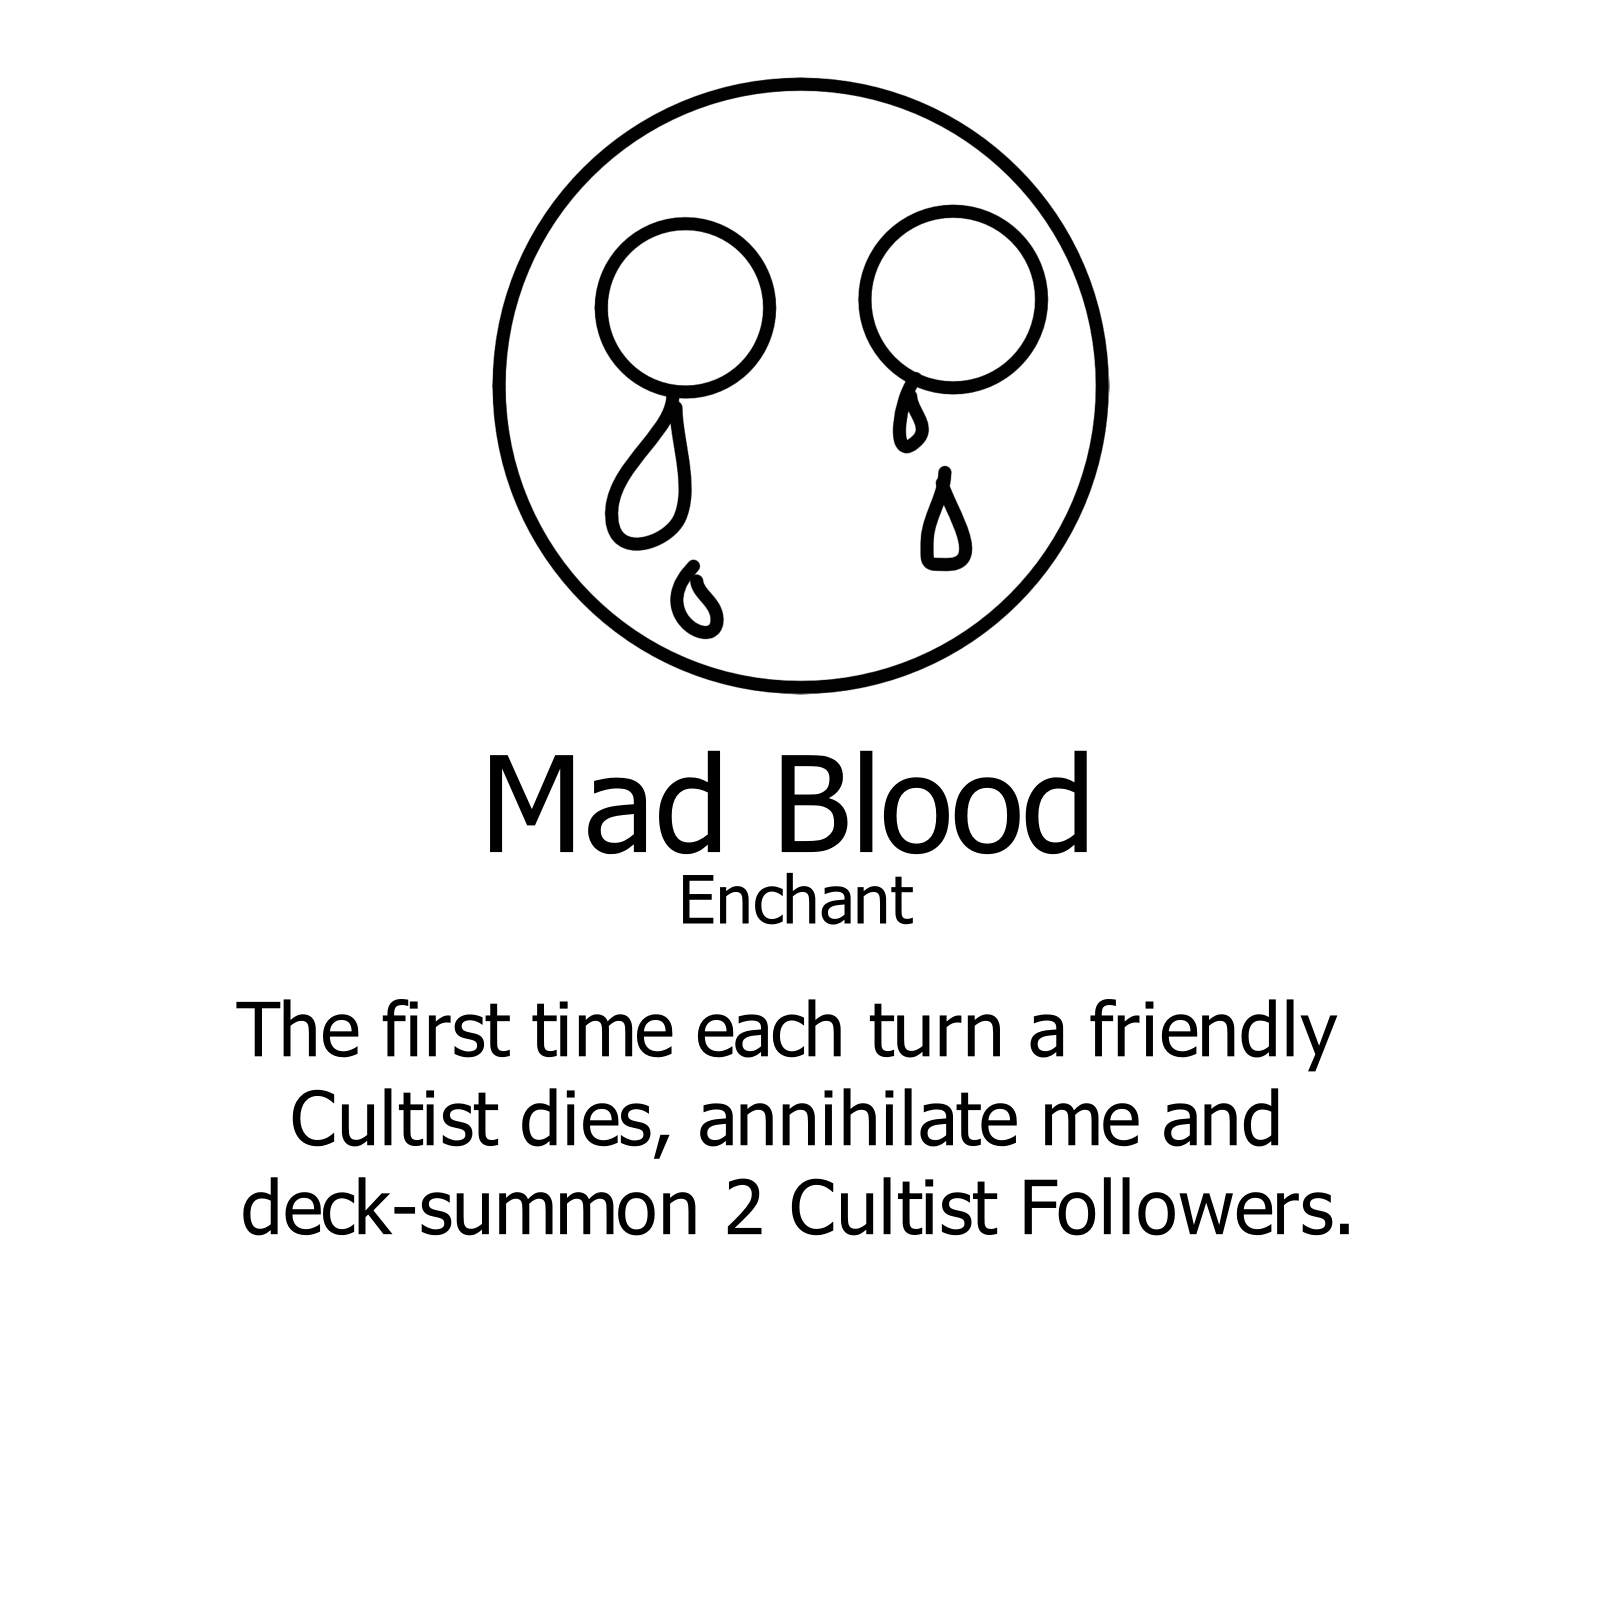 Mad Blood
Enchant
The first time each turn a friendly
Cultist dies, annihilate me and
deck-summon 2 Cultist Followers.